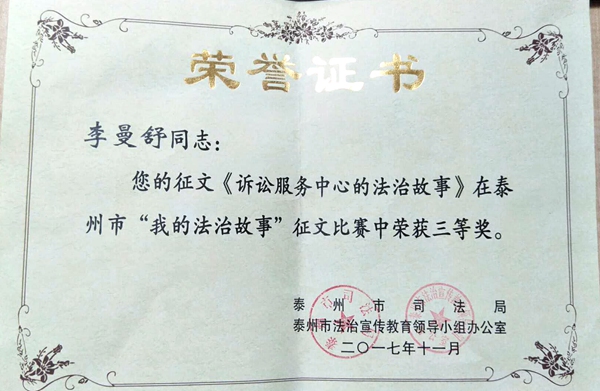 荣誉证书
李曼舒同志：
您的征文《诉讼服务中心的法治故事》在泰
州市“我的法治故事”征文比赛中荣获三等奖。
泰州市司法局
泰州市法治宣传教育领导小组办公室
二〇一七年十一月